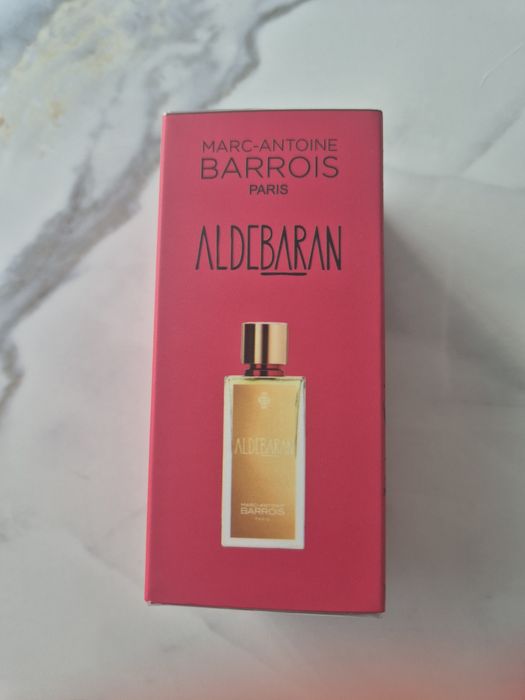 MARC-ANTOINE
BARROIS
PARIS
ALDEBARAN
ALDEBARAN
MARC-ANTOINE
BARROIS
PARIS